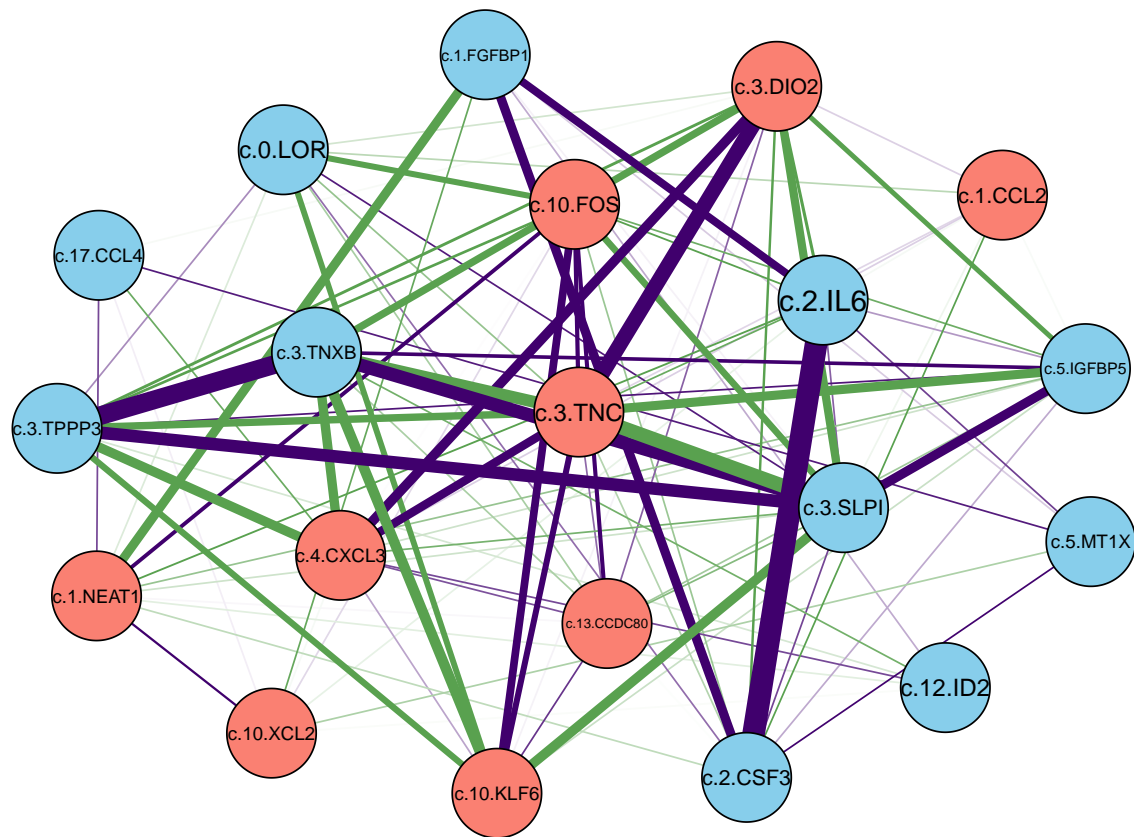 c.1.FGFBP1
c.3.DIO2
c.0.LOR
c.10.FOS
c.1.CCL2
c.17.CCL4
c.2.IL6
c.3.TNXB
c.5.IGFBP5
c.3.TNC
c.3.TPPP3
c.3.SLPI
c.5.MT1X
c.4.CXCL3
c.1.NEAT1
c.13.CCDC80
c.12.ID2
c.10.XCL2
c.2.CSF3
c.10.KLF6